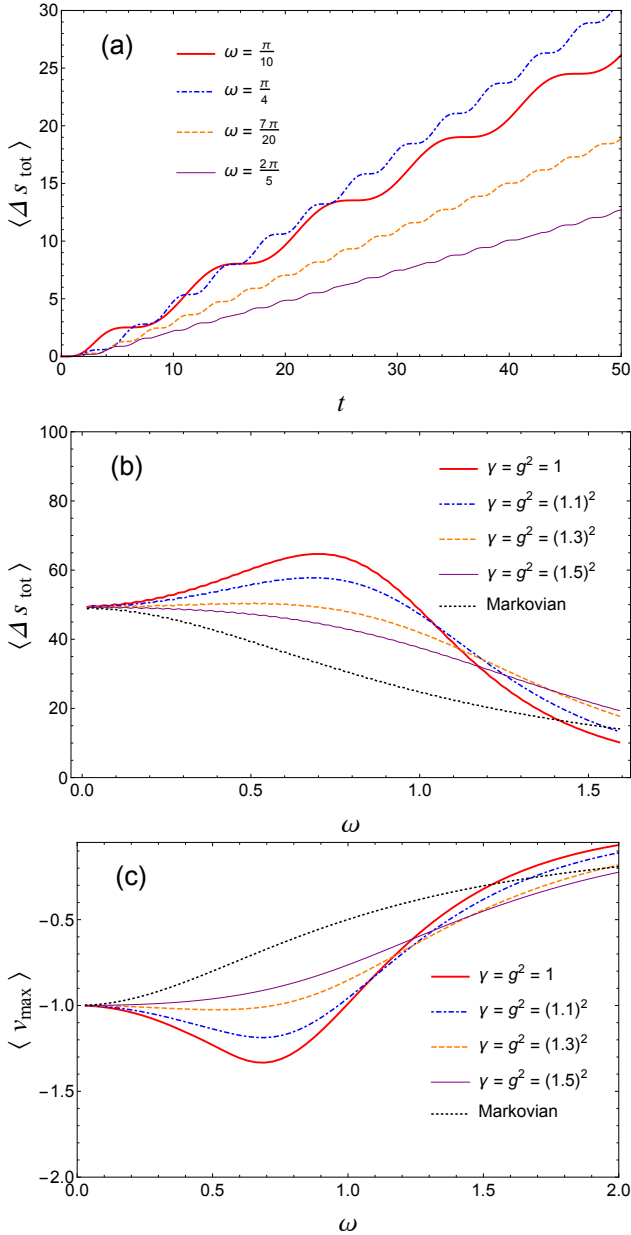 (a)
ω = π/10
ω = π/4
ω = 7π/20
ω = 2π/5
⟨Δ s tot⟩
30
25
20
15
10
5
0
0 10 20 30 40 50
t
(b)
γ = g² = 1
γ = g² = (1.1)²
γ = g² = (1.3)²
γ = g² = (1.5)²
Markovian
⟨Δ s tot⟩
100
80
60
40
20
0
0.0 0.5 1.0 1.5
ω
(c)
γ = g² = 1
γ = g² = (1.1)²
γ = g² = (1.3)²
γ = g² = (1.5)²
Markovian
⟨ v max ⟩
-0.5
-1.0
-1.5
-2.0
0.0 0.5 1.0 1.5 2.0
ω